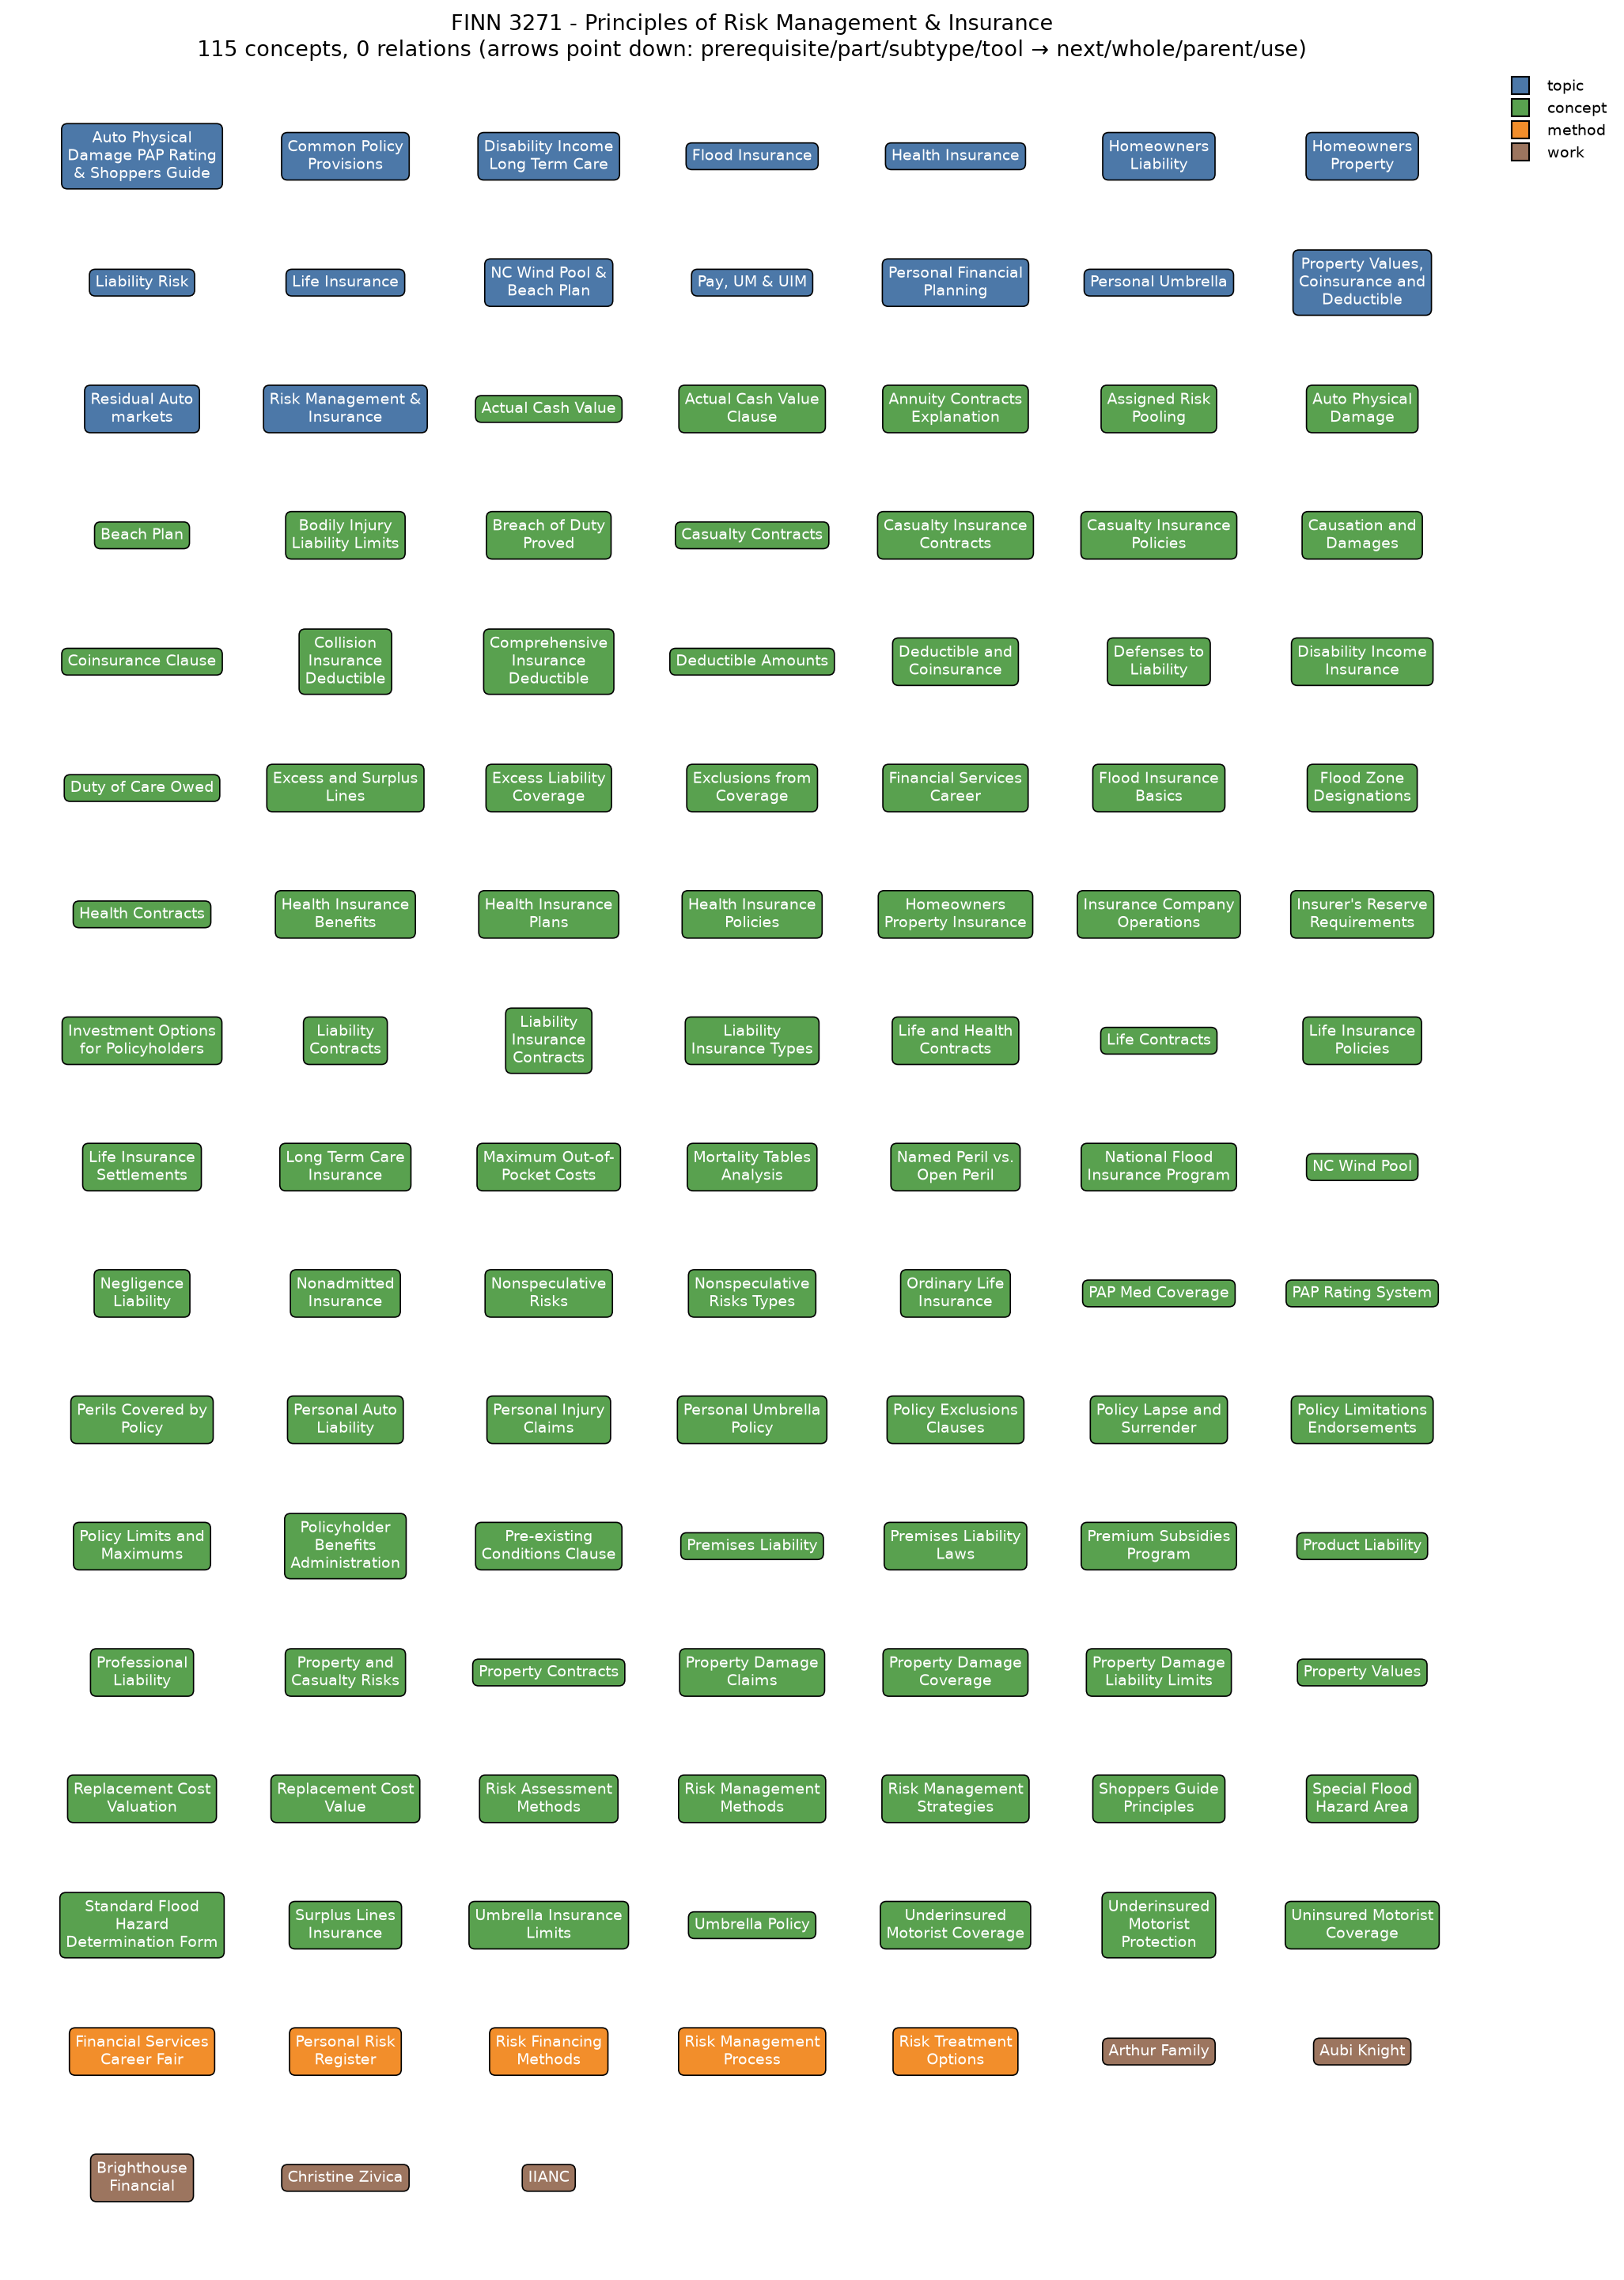 FINN 3271 - Principles of Risk Management & Insurance
115 concepts, 0 relations (arrows point down: prerequisite/part/subtype/tool → next/whole/parent/use)
topic
concept
method
work
Auto Physical
Damage PAP Rating
& Shoppers Guide
Common Policy
Provisions
Disability Income
Long Term Care
Flood Insurance
Health Insurance
Homeowners
Liability
Homeowners
Property
Liability Risk
Life Insurance
NC Wind Pool &
Beach Plan
Pay, UM & UIM
Personal Financial
Planning
Personal Umbrella
Property Values,
Coinsurance and
Deductible
Residual Auto
markets
Risk Management &
Insurance
Actual Cash Value
Actual Cash Value
Clause
Annuity Contracts
Explanation
Assigned Risk
Pooling
Auto Physical
Damage
Beach Plan
Bodily Injury
Liability Limits
Breach of Duty
Proved
Casualty Contracts
Casualty Insurance
Contracts
Casualty Insurance
Policies
Causation and
Damages
Coinsurance Clause
Collision
Insurance
Deductible
Comprehensive
Insurance
Deductible
Deductible Amounts
Deductible and
Coinsurance
Defenses to
Liability
Disability Income
Insurance
Duty of Care Owed
Excess and Surplus
Lines
Excess Liability
Coverage
Exclusions from
Coverage
Financial Services
Career
Flood Insurance
Basics
Flood Zone
Designations
Health Contracts
Health Insurance
Benefits
Health Insurance
Plans
Health Insurance
Policies
Homeowners
Property Insurance
Insurance Company
Operations
Insurer's Reserve
Requirements
Investment Options
for Policyholders
Liability
Contracts
Liability
Insurance
Contracts
Liability
Insurance Types
Life and Health
Contracts
Life Contracts
Life Insurance
Policies
Life Insurance
Settlements
Long Term Care
Insurance
Maximum Out-of-
Pocket Costs
Mortality Tables
Analysis
Named Peril vs.
Open Peril
National Flood
Insurance Program
NC Wind Pool
Negligence
Liability
Nonadmitted
Insurance
Nonspeculative
Risks
Nonspeculative
Risks Types
Ordinary Life
Insurance
PAP Med Coverage
PAP Rating System
Perils Covered by
Policy
Personal Auto
Liability
Personal Injury
Claims
Personal Umbrella
Policy
Policy Exclusions
Clauses
Policy Lapse and
Surrender
Policy Limitations
Endorsements
Policy Limits and
Maximums
Policyholder
Benefits
Administration
Pre-existing
Conditions Clause
Premises Liability
Premises Liability
Laws
Premium Subsidies
Program
Product Liability
Professional
Liability
Property and
Casualty Risks
Property Contracts
Property Damage
Claims
Property Damage
Coverage
Property Damage
Liability Limits
Property Values
Replacement Cost
Valuation
Replacement Cost
Value
Risk Assessment
Methods
Risk Management
Methods
Risk Management
Strategies
Shoppers Guide
Principles
Special Flood
Hazard Area
Standard Flood
Hazard
Determination Form
Surplus Lines
Insurance
Umbrella Insurance
Limits
Umbrella Policy
Underinsured
Motorist Coverage
Underinsured
Motorist
Protection
Uninsured Motorist
Coverage
Financial Services
Career Fair
Personal Risk
Register
Risk Financing
Methods
Risk Management
Process
Risk Treatment
Options
Arthur Family
Aubi Knight
Brighthouse
Financial
Christine Zivica
IIANC